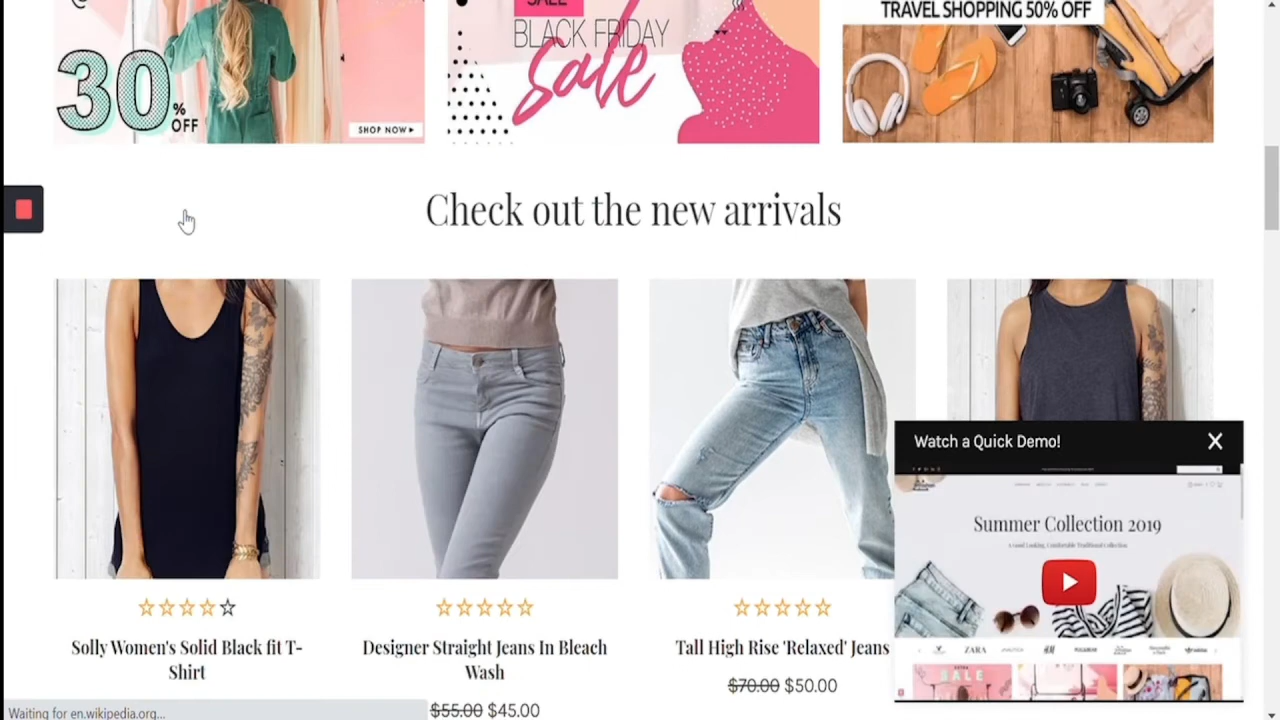 SALE
BLACK FRIDAY
sale
TRAVEL SHOPPING 50% OFF
30% OFF
SHOP NOW
Check out the new arrivals
Watch a Quick Demo!
Summer Collection 2019
ZARA
H&M
SALE
Solly Women's Solid Black fit T-
Shirt
Designer Straight Jeans In Bleach
Wash
$55.00 $45.00
Tall High Rise 'Relaxed' Jeans
$70.00 $50.00
Waiting for en.wikipedia.org...